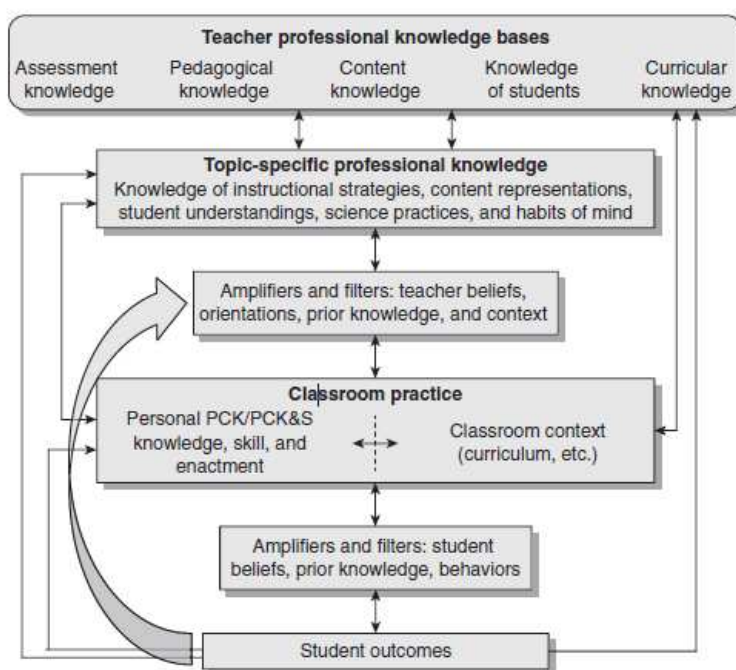 Teacher professional knowledge bases
Assessment knowledge
Pedagogical knowledge
Content knowledge
Knowledge of students
Curricular knowledge
Topic-specific professional knowledge
Knowledge of instructional strategies, content representations,
student understandings, science practices, and habits of mind
Amplifiers and filters: teacher beliefs,
orientations, prior knowledge, and context
Classroom practice
Personal PCK/PCK&S
knowledge, skill, and
enactment
Classroom context
(curriculum, etc.)
Amplifiers and filters: student
beliefs, prior knowledge, behaviors
Student outcomes